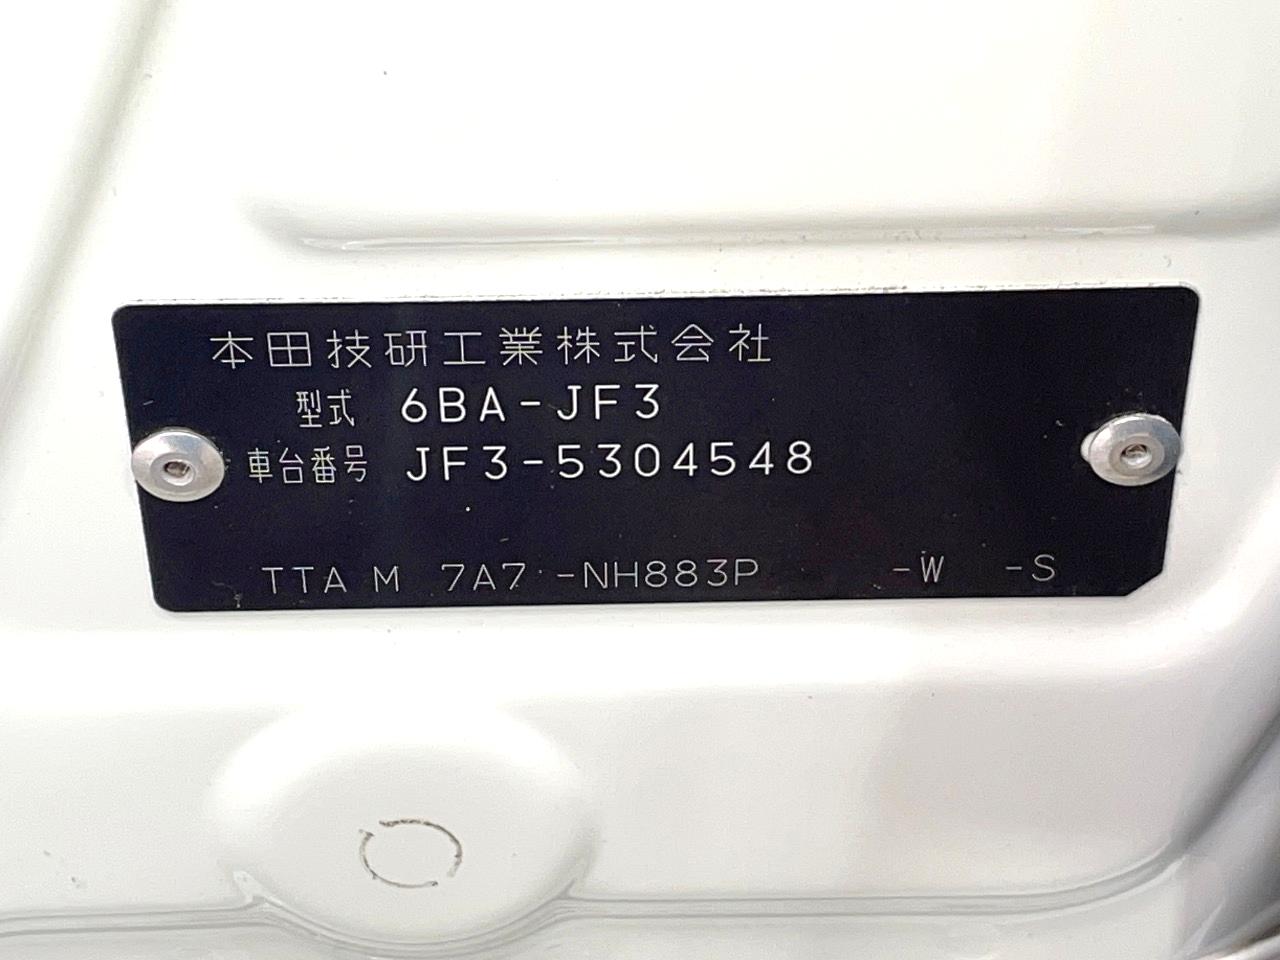 本田技研工業株式会社
型式 6BA-JF3
車台番号 JF3-5304548
TTA M 7A7 -NH883P -W -S